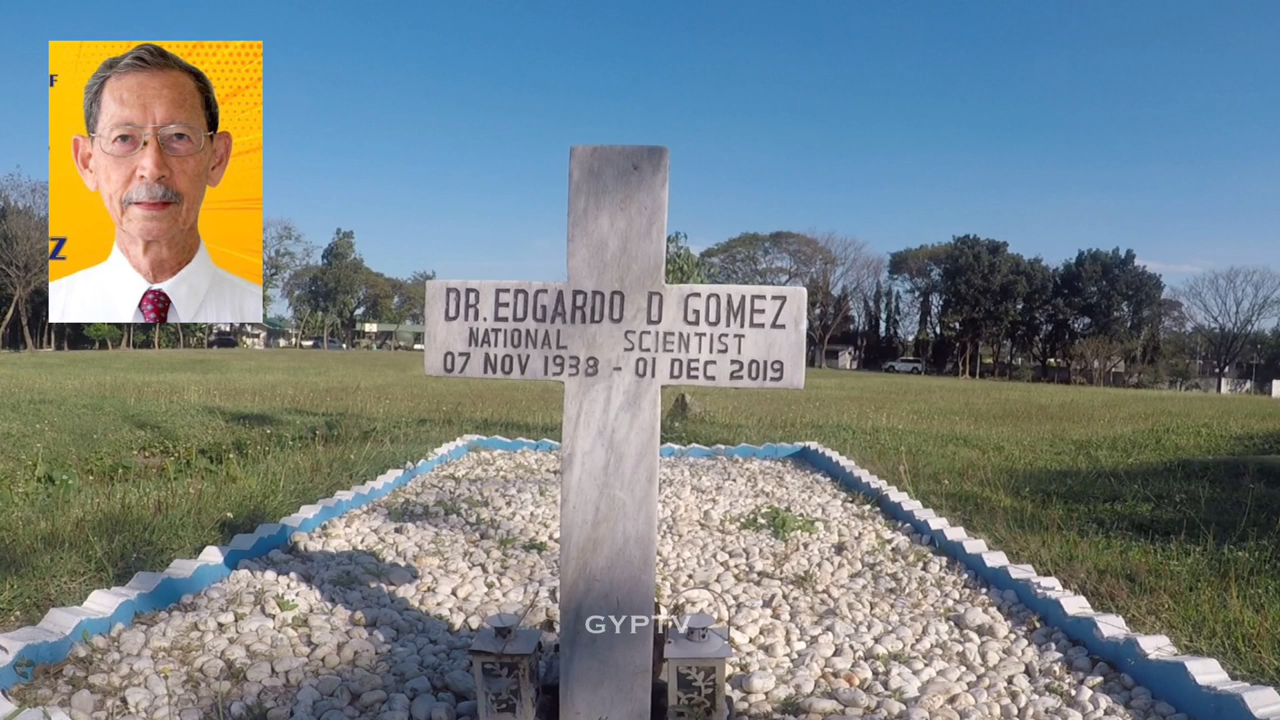 F
Z
DR. EDGARDO D GOMEZ
NATIONAL SCIENTIST
07 NOV 1938 - 01 DEC 2019
GYPTV